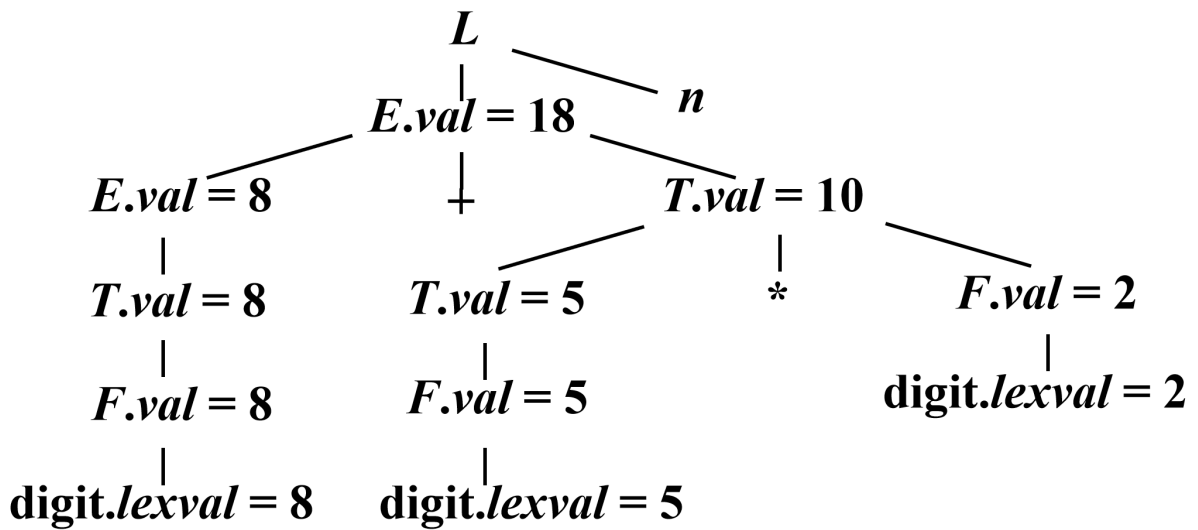 L
n
E.val = 18
E.val = 8 + T.val = 10
T.val = 8 T.val = 5 * F.val = 2
F.val = 8 F.val = 5 digit.lexval = 2
digit.lexval = 8 digit.lexval = 5